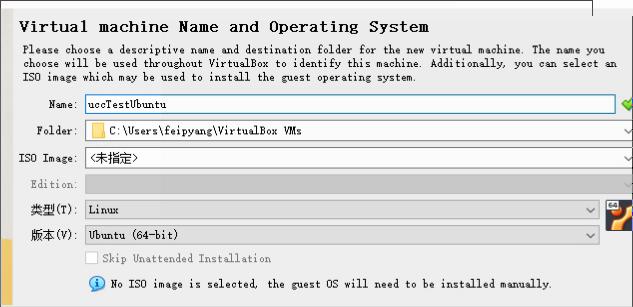 Virtual machine Name and Operating System
Please choose a descriptive name and destination folder for the new virtual machine. The name you
choose will be used throughout VirtualBox to identify this machine. Additionally, you can select an
ISO image which may be used to install the guest operating system.
Name: uccTestUbuntu
Folder: C:\Users\feipyang\VirtualBox VMs
ISO Image: <未指定>
Edition:
类型(T): Linux
64
版本(V): Ubuntu (64-bit)
Skip Unattended Installation
No ISO image is selected, the guest OS will need to be installed manually.